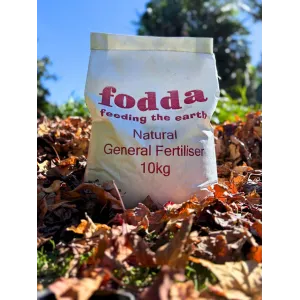 fodda
feeding the earth
Natural
General Fertiliser
10kg